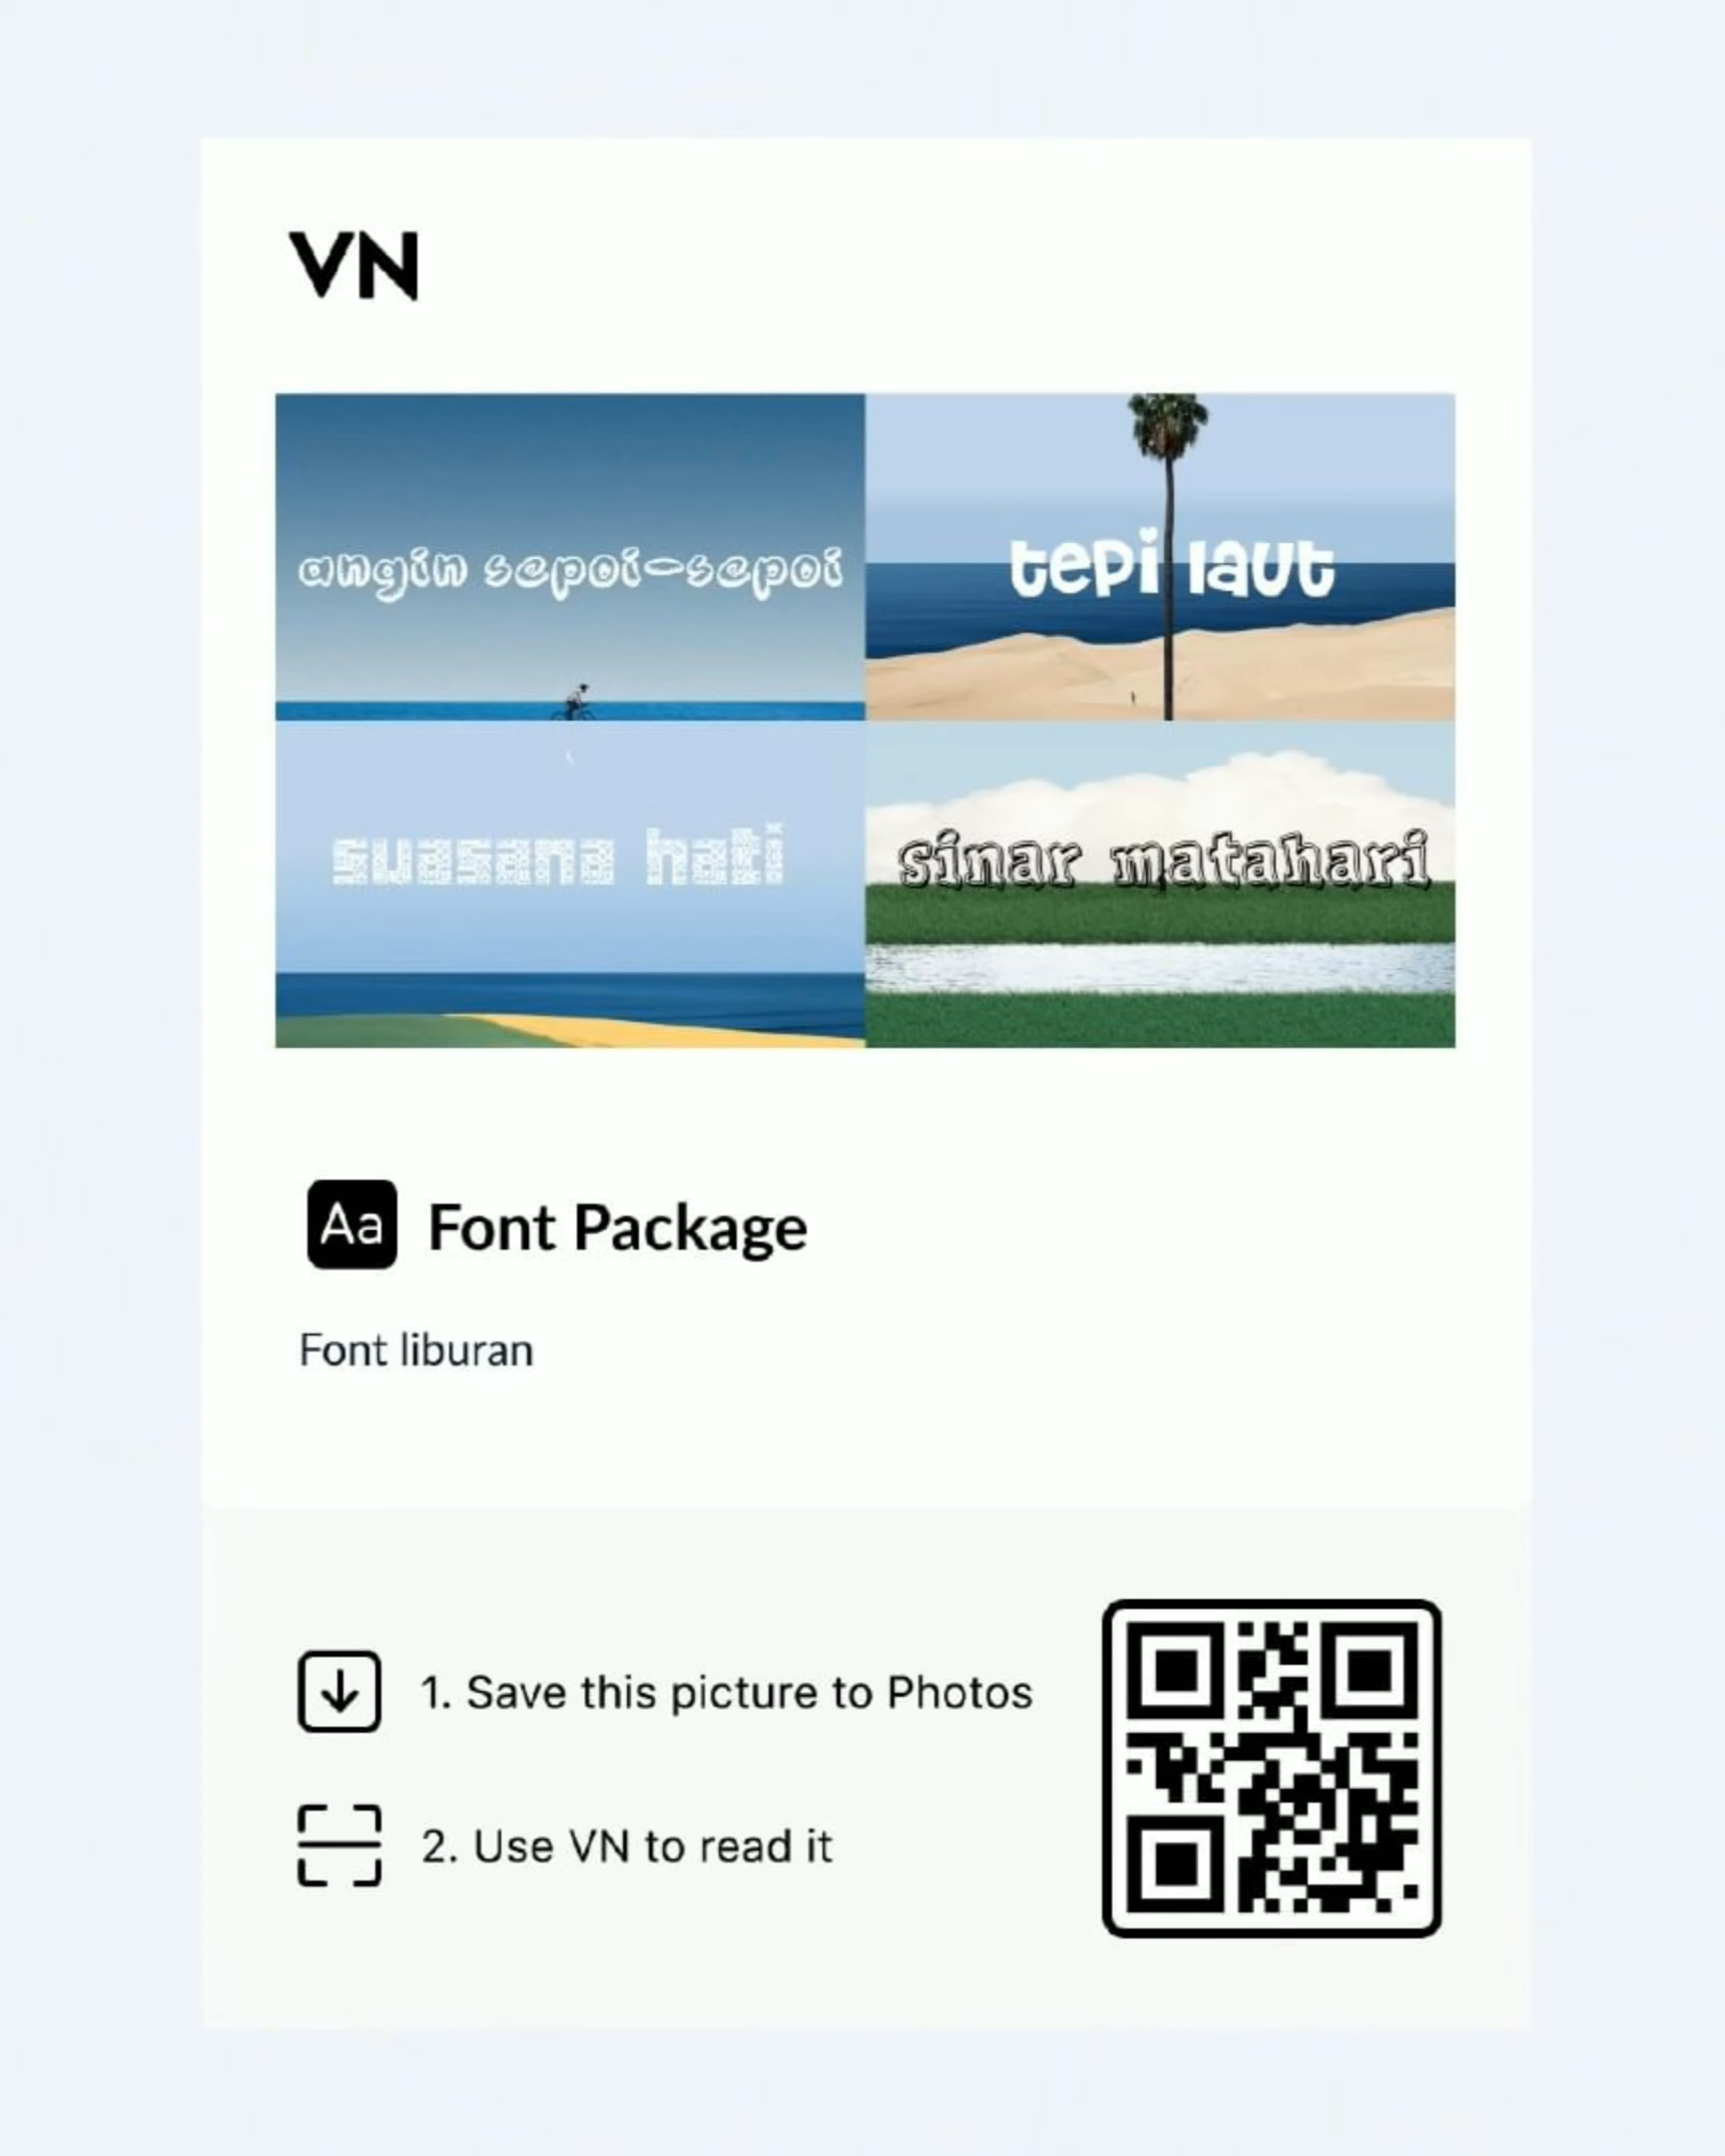 VN
angin sepoi-sepoi
tepi laut
suasana hati
sinar matahari
Aa Font Package
Font liburan
1. Save this picture to Photos
2. Use VN to read it